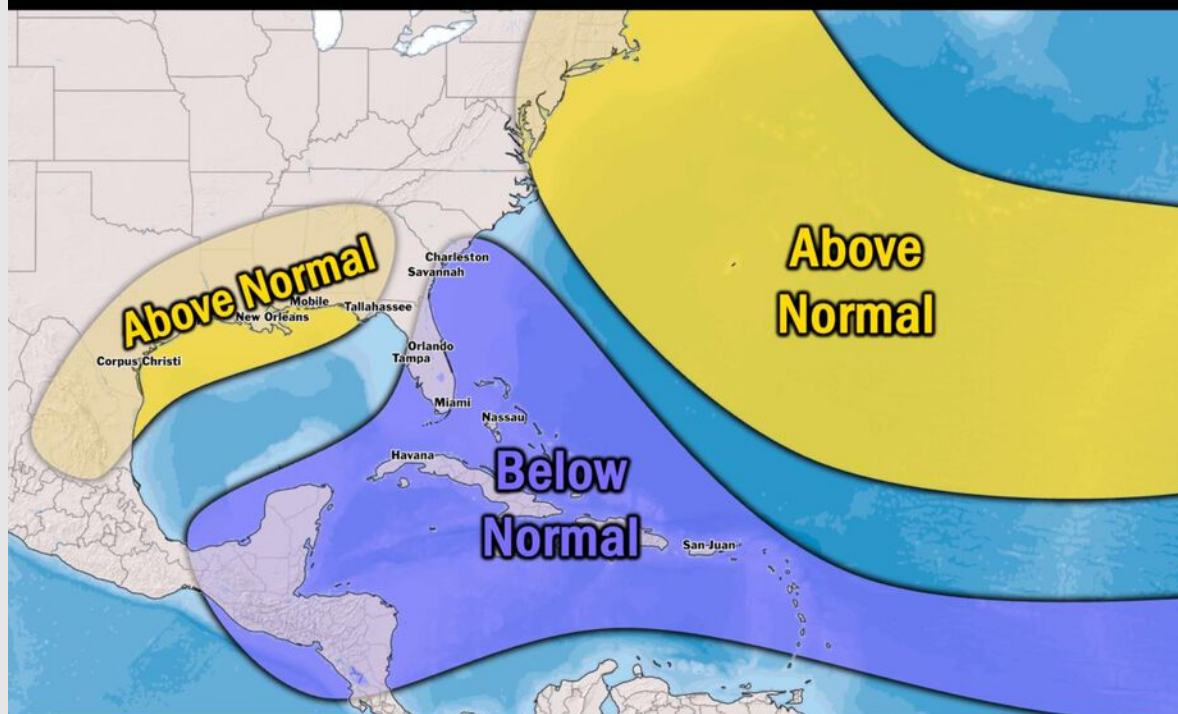 Above
Normal
Above Normal
Charleston
Savannah
Mobile
Tallahassee
New Orleans
Corpus Christi
Orlando
Tampa
Miami
Nassau
Havana
Below
Normal
San Juan